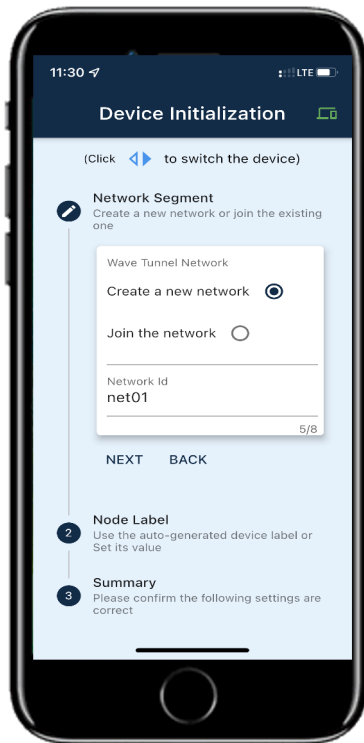 11:30 LTE
Device Initialization
(Click to switch the device)
Network Segment
Create a new network or join the existing
one
Wave Tunnel Network
Create a new network
Join the network
Network Id
net01
5/8
NEXT BACK
2 Node Label
Use the auto-generated device label or
Set its value
3 Summary
Please confirm the following settings are
correct